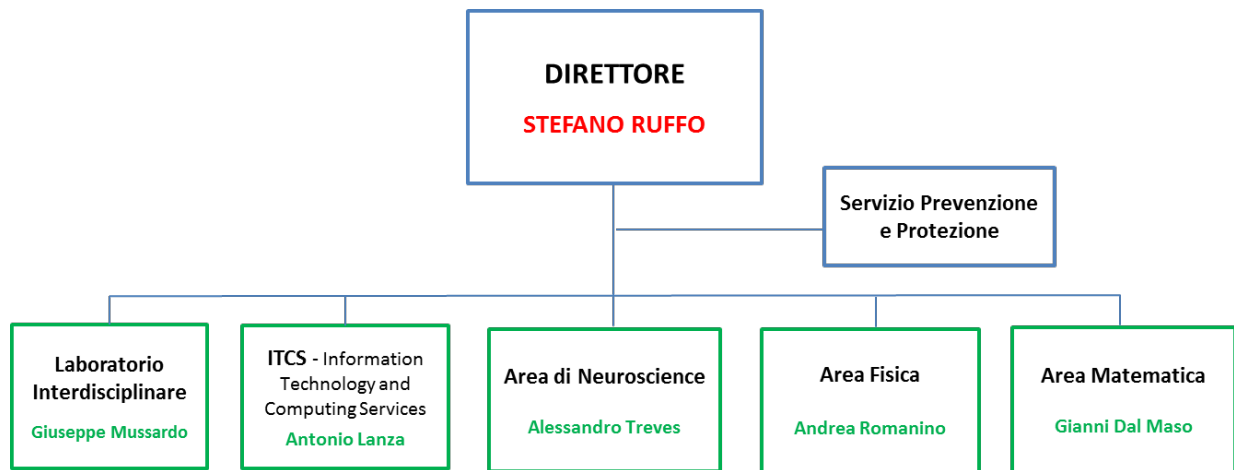 DIRETTORE
STEFANO RUFFO
Servizio Prevenzione
e Protezione
Laboratorio
Interdisciplinare
Giuseppe Mussardo
ITCS - Information
Technology and
Computing Services
Antonio Lanza
Area di Neuroscience
Alessandro Treves
Area Fisica
Andrea Romanino
Area Matematica
Gianni Dal Maso